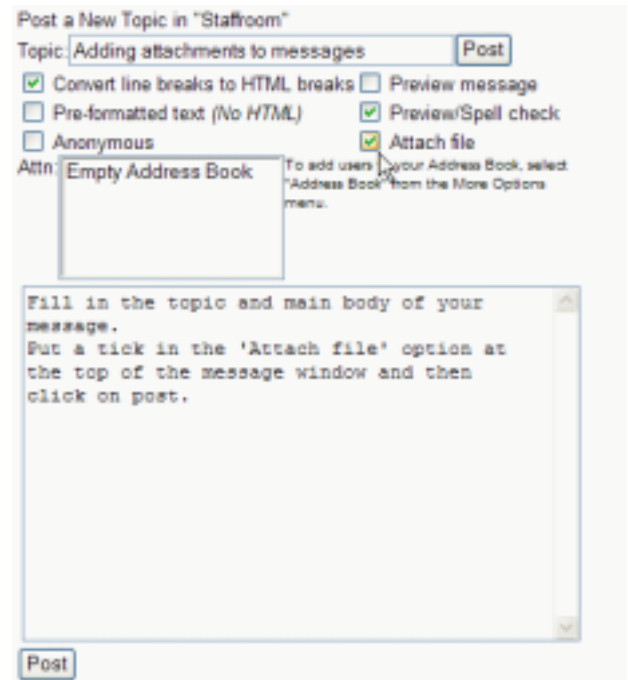 Post a New Topic in "Staffroom"
Topic: Adding attachments to messages Post
Convert line breaks to HTML breaks Preview message
Pre-formatted text (No HTML) Preview/Spell check
Anonymous Attach file
Attn: Empty Address Book
To add users your Address Book, select
"Address Book" from the More Options
menu.
Fill in the topic and main body of your
message.
Put a tick in the 'Attach file' option at
the top of the message window and then
click on post.
Post